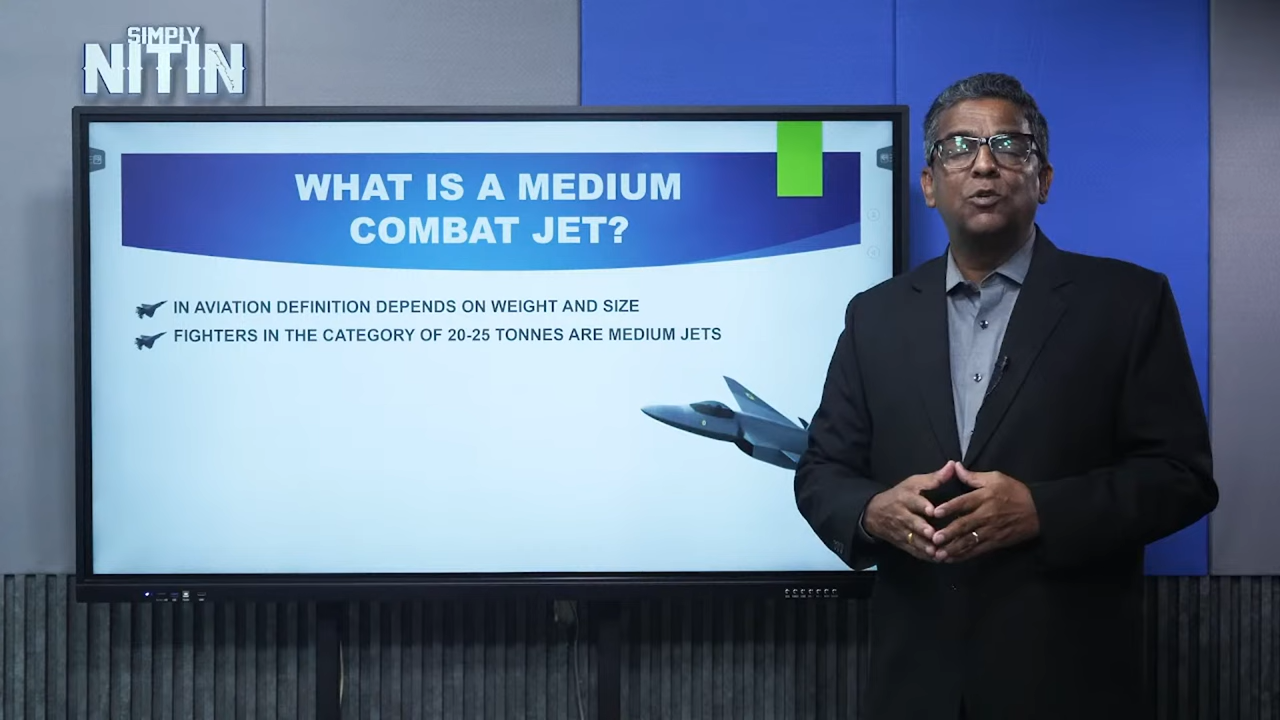 SIMPLY
NITIN
WHAT IS A MEDIUM
COMBAT JET?
IN AVIATION DEFINITION DEPENDS ON WEIGHT AND SIZE
FIGHTERS IN THE CATEGORY OF 20-25 TONNES ARE MEDIUM JETS